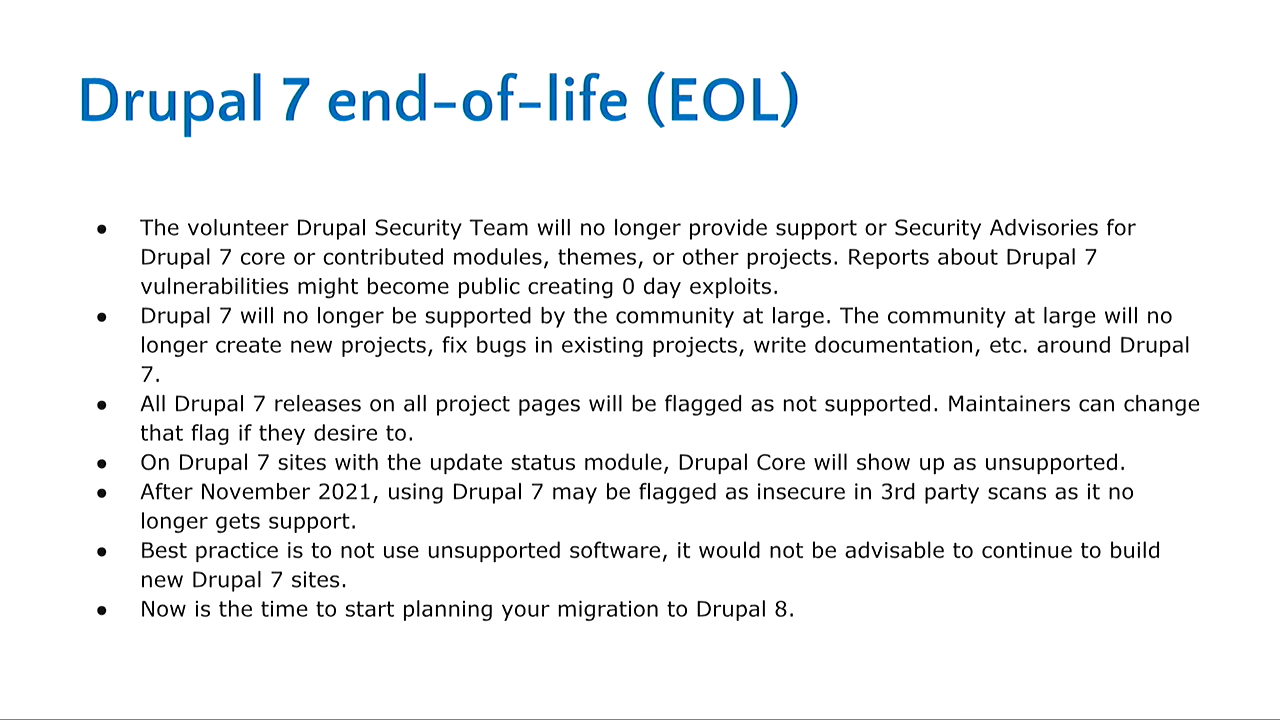 Drupal 7 end-of-life (EOL)
● The volunteer Drupal Security Team will no longer provide support or Security Advisories for
Drupal 7 core or contributed modules, themes, or other projects. Reports about Drupal 7
vulnerabilities might become public creating 0 day exploits.
● Drupal 7 will no longer be supported by the community at large. The community at large will no
longer create new projects, fix bugs in existing projects, write documentation, etc. around Drupal
7.
● All Drupal 7 releases on all project pages will be flagged as not supported. Maintainers can change
that flag if they desire to.
● On Drupal 7 sites with the update status module, Drupal Core will show up as unsupported.
● After November 2021, using Drupal 7 may be flagged as insecure in 3rd party scans as it no
longer gets support.
● Best practice is to not use unsupported software, it would not be advisable to continue to build
new Drupal 7 sites.
● Now is the time to start planning your migration to Drupal 8.